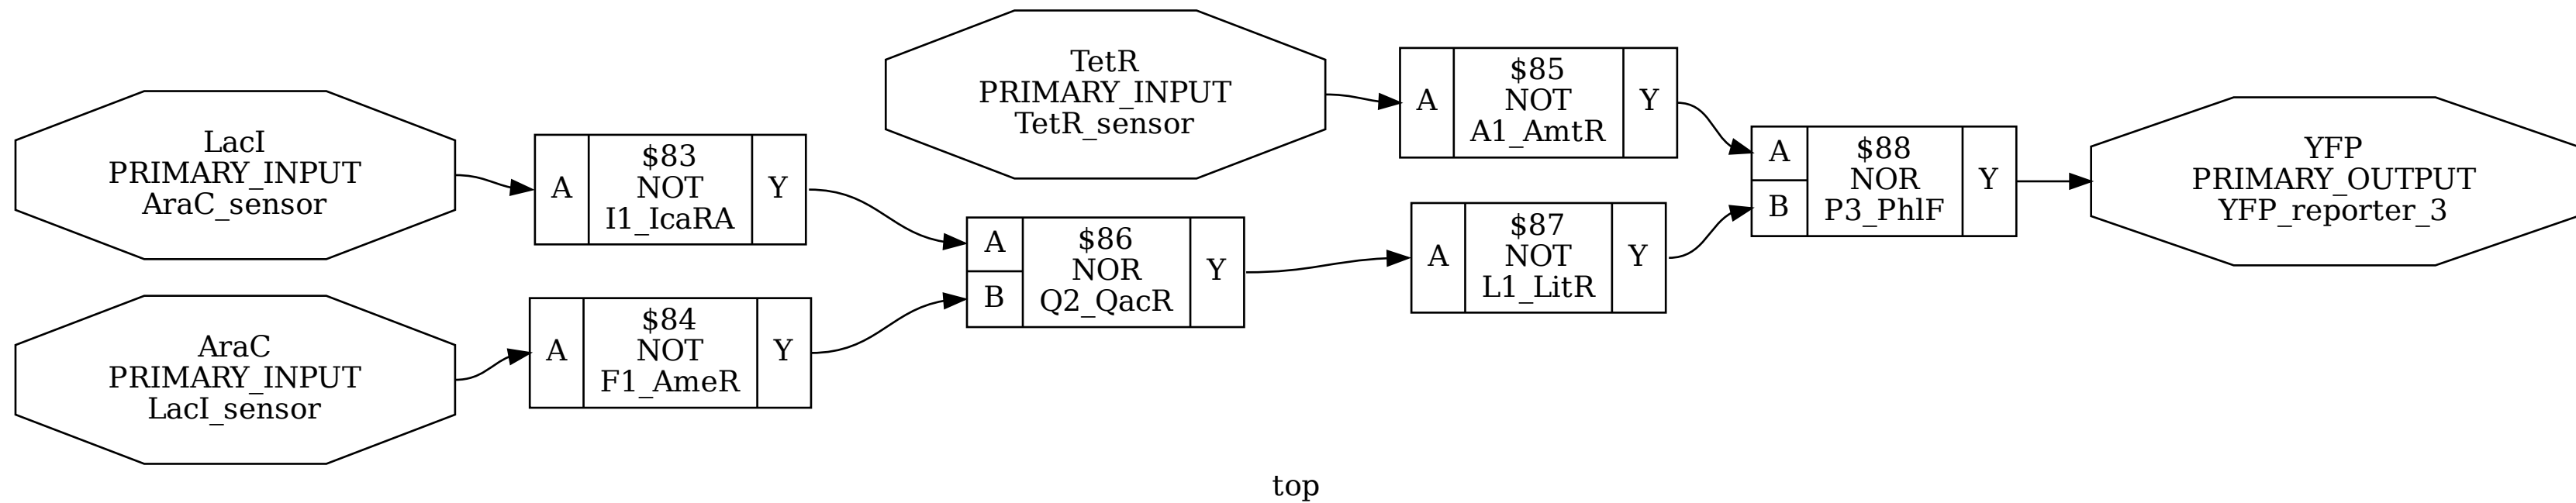 LacI
PRIMARY_INPUT
AraC_sensor
AraC
PRIMARY_INPUT
LacI_sensor
A
$83
NOT
I1_IcaRA
Y
A
$84
NOT
F1_AmeR
Y
TetR
PRIMARY_INPUT
TetR_sensor
A
B
$86
NOR
Q2_QacR
Y
A
$85
NOT
A1_AmtR
Y
A
$87
NOT
L1_LitR
Y
A
B
$88
NOR
P3_PhlF
Y
YFP
PRIMARY_OUTPUT
YFP_reporter_3
top